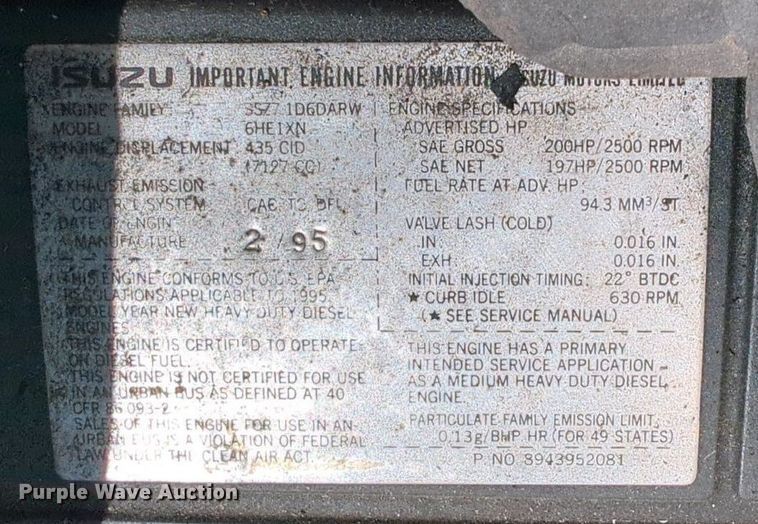 ISUZU IMPORTANT ENGINE INFORMATION ISUZU MOTORS LIMITED
ENGINE FAMILY 1D6DARW
MODEL 6HE1XN
ENGINE DISPLACEMENT 435 CID
(7127 CC)
EXHAUST EMISSION
CONTROL SYSTEM CAC, TC
DATE OF ENGINE
MANUFACTURE 2 / 95
THIS ENGINE CONFORMS TO U.S. EPA
REGULATIONS APPLICABLE TO 1995
MODEL YEAR NEW HEAVY DUTY DIESEL
ENGINES
THIS ENGINE IS CERTIFIED TO OPERATE
ON DIESEL FUEL.
THIS ENGINE IS NOT CERTIFIED FOR USE
IN AN URBAN BUS AS DEFINED AT 40
CFR 86 093-2
SALES OF THIS ENGINE FOR USE IN AN
URBAN BUS IS A VIOLATION OF FEDERAL
LAW UNDER THE CLEAN AIR ACT.
ENGINE SPECIFICATIONS
ADVERTISED HP
SAE GROSS 200HP/2500 RPM
SAE NET 197HP/2500 RPM
FUEL RATE AT ADV. HP
94.3 MM³/ST
VALVE LASH (COLD)
IN 0.016 IN.
EXH. 0.016 IN.
INITIAL INJECTION TIMING: 22° BTDC
★ CURB IDLE 630 RPM
(★ SEE SERVICE MANUAL)
THIS ENGINE HAS A PRIMARY
INTENDED SERVICE APPLICATION
AS A MEDIUM HEAVY DUTY DIESEL
ENGINE.
PARTICULATE FAMILY EMISSION LIMIT,
0.13g/BHP HR (FOR 49 STATES)
P NO 8943952081
Purple Wave Auction